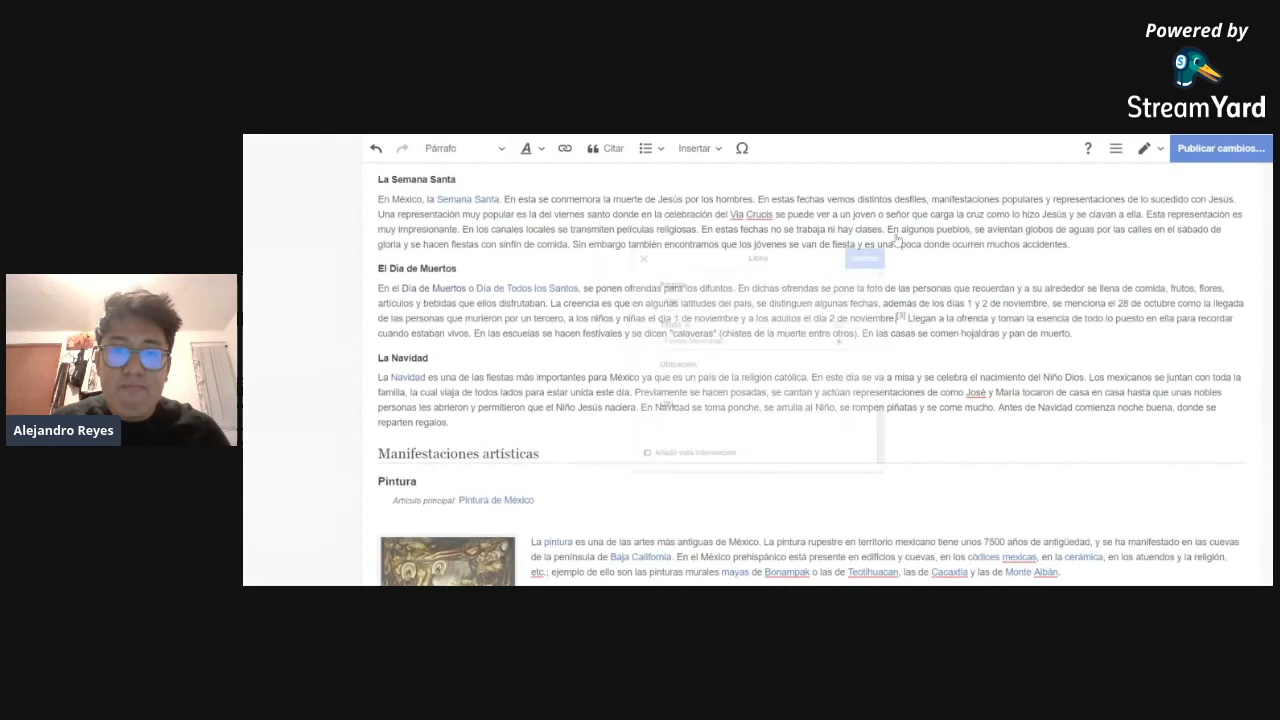 Powered by
StreamYard
Párrafo
A
Citar
Insertar
Ω
?
Publicar cambios...
La Semana Santa
En México, la Semana Santa. En esta se conmemora la muerte de Jesús por los hombres. En estas fechas vemos distintos desfiles, manifestaciones populares y representaciones de lo sucedido con Jesús.
Una representación muy popular es la del viernes santo donde en la celebración del Via Crucis se puede ver a un joven o señor que carga la cruz como lo hizo Jesús y se clavan a ella. Esta representación es
muy impresionante. En los canales locales se transmiten películas religiosas. En estas fechas no se trabaja ni hay clases. En algunos pueblos, se avientan globos de aguas por las calles en el sábado de
gloria y se hacen fiestas con sinfín de comida. Sin embargo también encontramos que los jóvenes se van de fiesta y es una época donde ocurren muchos accidentes.
Libro
El Día de Muertos
En el Día de Muertos o Día de Todos los Santos, se ponen ofrendas para los difuntos. En dichas ofrendas se pone la foto de las personas que recuerdan y a su alrededor se llena de comida, frutos, flores,
artículos y bebidas que ellos disfrutaban. La creencia es que en algunas latitudes del país, se distinguen algunas fechas, además de los días 1 y 2 de noviembre, se menciona el 28 de octubre como la llegada
de las personas que murieron por un tercero, a los niños y niñas el día 1 de noviembre y a los adultos el día 2 de noviembre.[3] Llegan a la ofrenda y toman la esencia de todo lo puesto en ella para recordar
cuando estaban vivos. En las escuelas se hacen festivales y se dicen "calaveras" (chistes de la muerte entre otros). En las casas se comen hojaldras y pan de muerto.
La Navidad
Ubicación
La Navidad es una de las fiestas más importantes para México ya que es un país de la religión católica. En este día se va a misa y se celebra el nacimiento del Niño Dios. Los mexicanos se juntan con toda la
familia, la cual viaja de todos lados para estar unida este día. Previamente se hacen posadas, se cantan y actúan representaciones de como José y María tocaron de casa en casa hasta que unas nobles
personas les abrieron y permitieron que el Niño Jesús naciera. En Navidad se toma ponche, se arrulla al Niño, se rompen piñatas y se come mucho. Antes de Navidad comienza noche buena, donde se
reparten regalos.
Alejandro Reyes
Manifestaciones artísticas
Añadir más información
Pintura
Artículo principal: Pintura de México
La pintura es una de las artes más antiguas de México. La pintura rupestre en territorio mexicano tiene unos 7500 años de antigüedad, y se ha manifestado en las cuevas
de la península de Baja California. En el México prehispánico está presente en edificios y cuevas, en los códices mexicas, en la cerámica, en los atuendos y la religión,
etc.; ejemplo de ello son las pinturas murales mayas de Bonampak o las de Teotihuacan, las de Cacaxtla y las de Monte Albán.